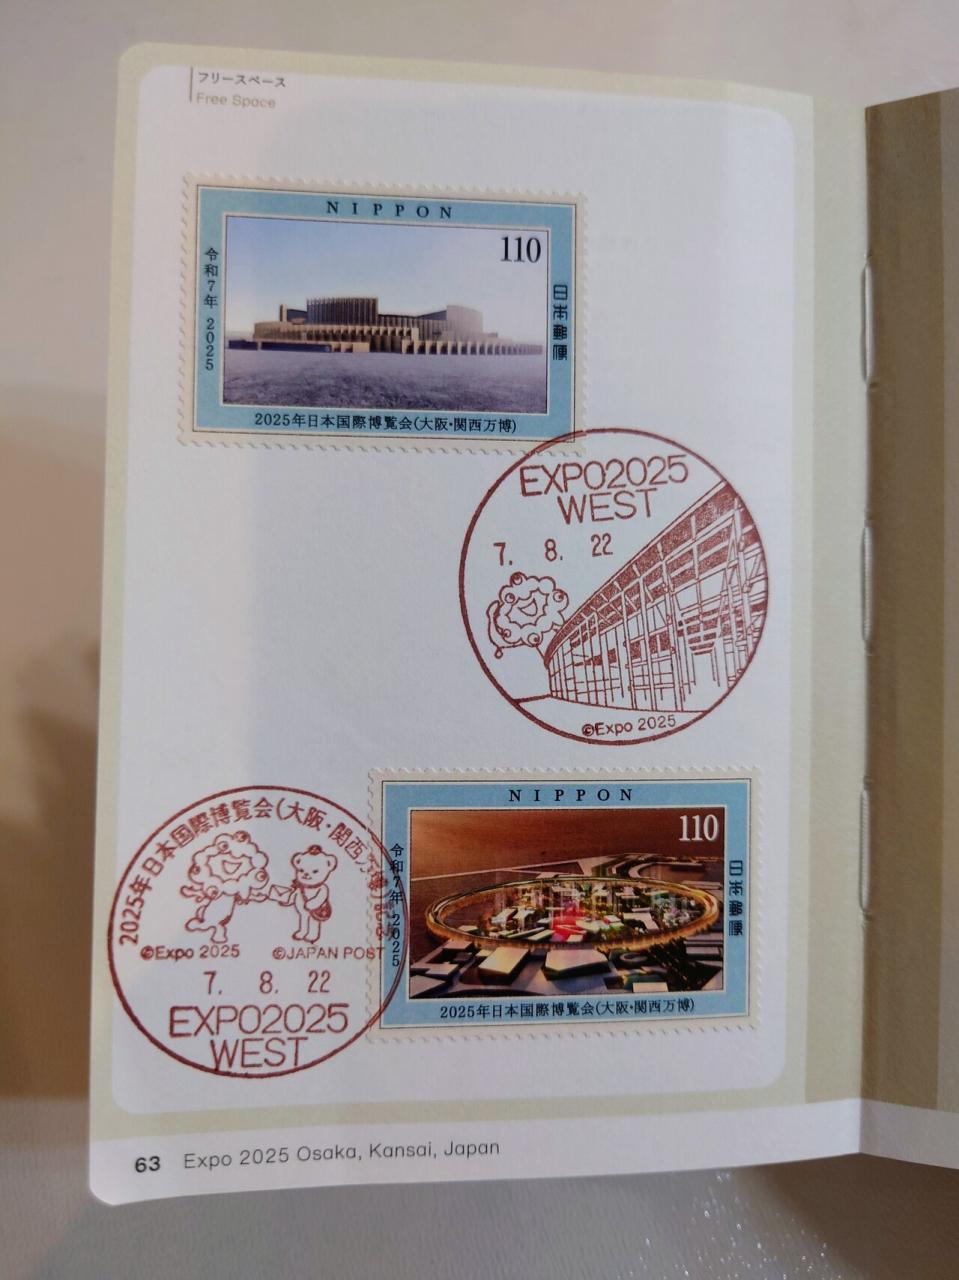 フリースペース
Free Space
NIPPON
110
令和7年 2025
日本郵便
2025年日本国際博覧会(大阪・関西万博)
EXPO2025
WEST
7. 8. 22
©Expo 2025
NIPPON
110
令和7年 2025
日本郵便
2025年日本国際博覧会(大阪・関西万博)
2025年日本国際博覧会(大阪・関西万博)記念
©Expo 2025 ©JAPAN POST
7. 8. 22
EXPO2025
WEST
63 Expo 2025 Osaka, Kansai, Japan